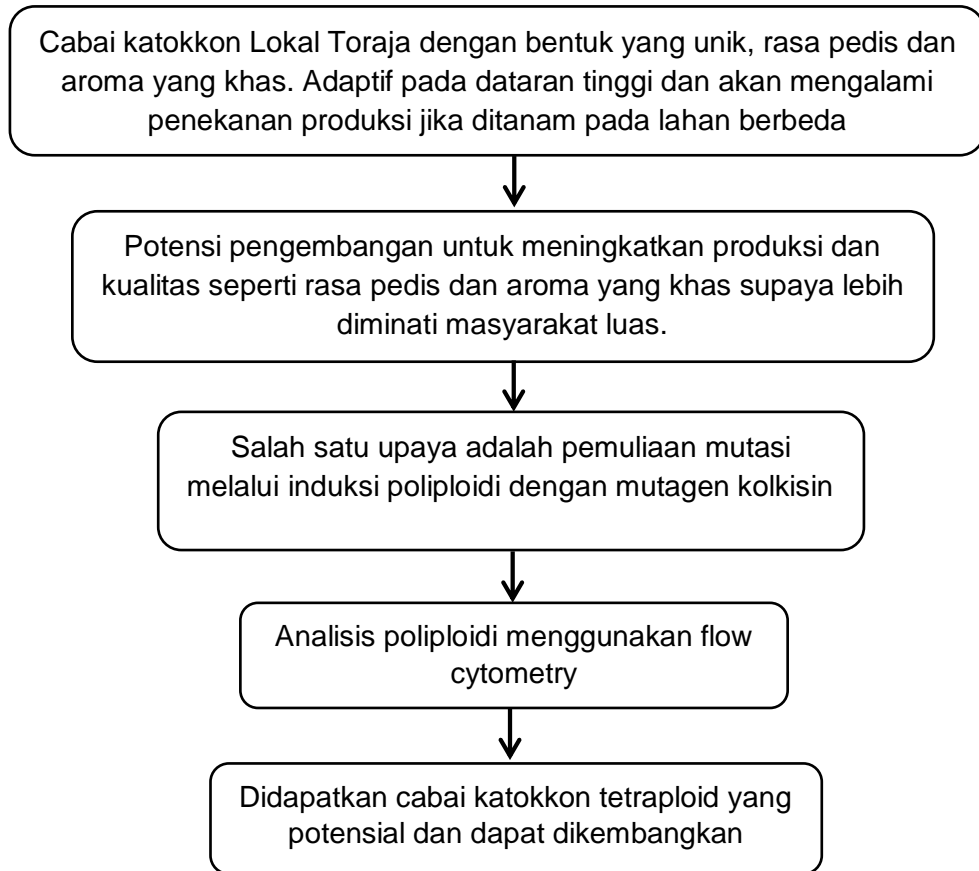 Cabai katokkon Lokal Toraja dengan bentuk yang unik, rasa pedis dan
aroma yang khas. Adaptif pada dataran tinggi dan akan mengalami
penekanan produksi jika ditanam pada lahan berbeda
Potensi pengembangan untuk meningkatkan produksi dan
kualitas seperti rasa pedis dan aroma yang khas supaya lebih
diminati masyarakat luas.
Salah satu upaya adalah pemuliaan mutasi
melalui induksi poliploidi dengan mutagen kolkisin
Analisis poliploidi menggunakan flow
cytometry
Didapatkan cabai katokkon tetraploid yang
potensial dan dapat dikembangkan